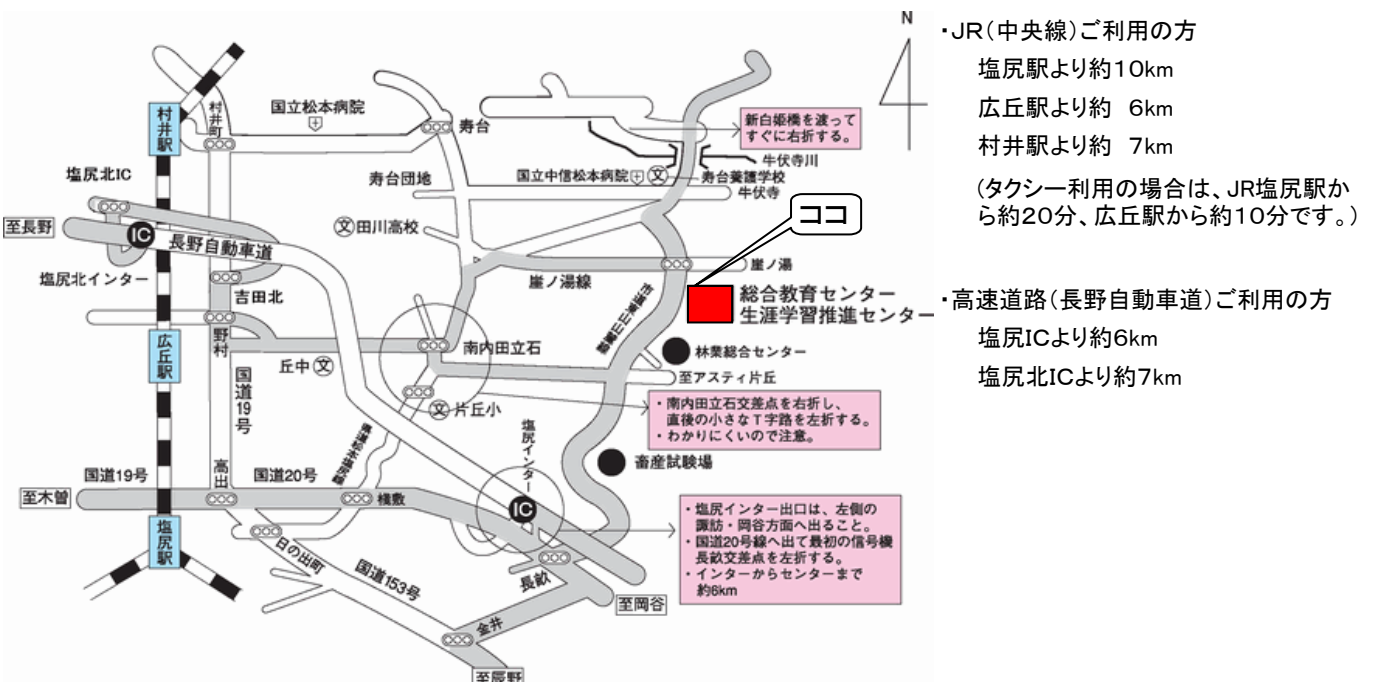 N
村井駅
村井町
国立松本病院
寿台
新白姫橋を渡って
すぐに右折する。
牛伏寺川
塩尻北IC
寿台団地
国立中信松本病院
文
寿台養護学校
牛伏寺
ココ
至長野
IC
長野自動車道
文
田川高校
崖ノ湯
塩尻北インター
吉田北
崖ノ湯線
市道東山山麓線
総合教育センター
生涯学習推進センター
広丘駅
野村
国道19号
丘中
文
南内田立石
林業総合センター
至アスティ片丘
文
片丘小
・南内田立石交差点を右折し、
直後の小さなT字路を左折する。
・わかりにくいので注意。
県道松本塩尻線
塩尻インター
畜産試験場
国道19号
高出
国道20号
至木曽
桟敷
IC
塩尻駅
日の出町
国道153号
長畝
・塩尻インター出口は、左側の
諏訪・岡谷方面へ出ること。
・国道20号線へ出て最初の信号機
長畝交差点を左折する。
・インターからセンターまで
約6km
至岡谷
金井
至辰野
・JR(中央線)ご利用の方
塩尻駅より約10km
広丘駅より約 6km
村井駅より約 7km
(タクシー利用の場合は、JR塩尻駅か
ら約20分、広丘駅から約10分です。)
・高速道路(長野自動車道)ご利用の方
塩尻ICより約6km
塩尻北ICより約7km